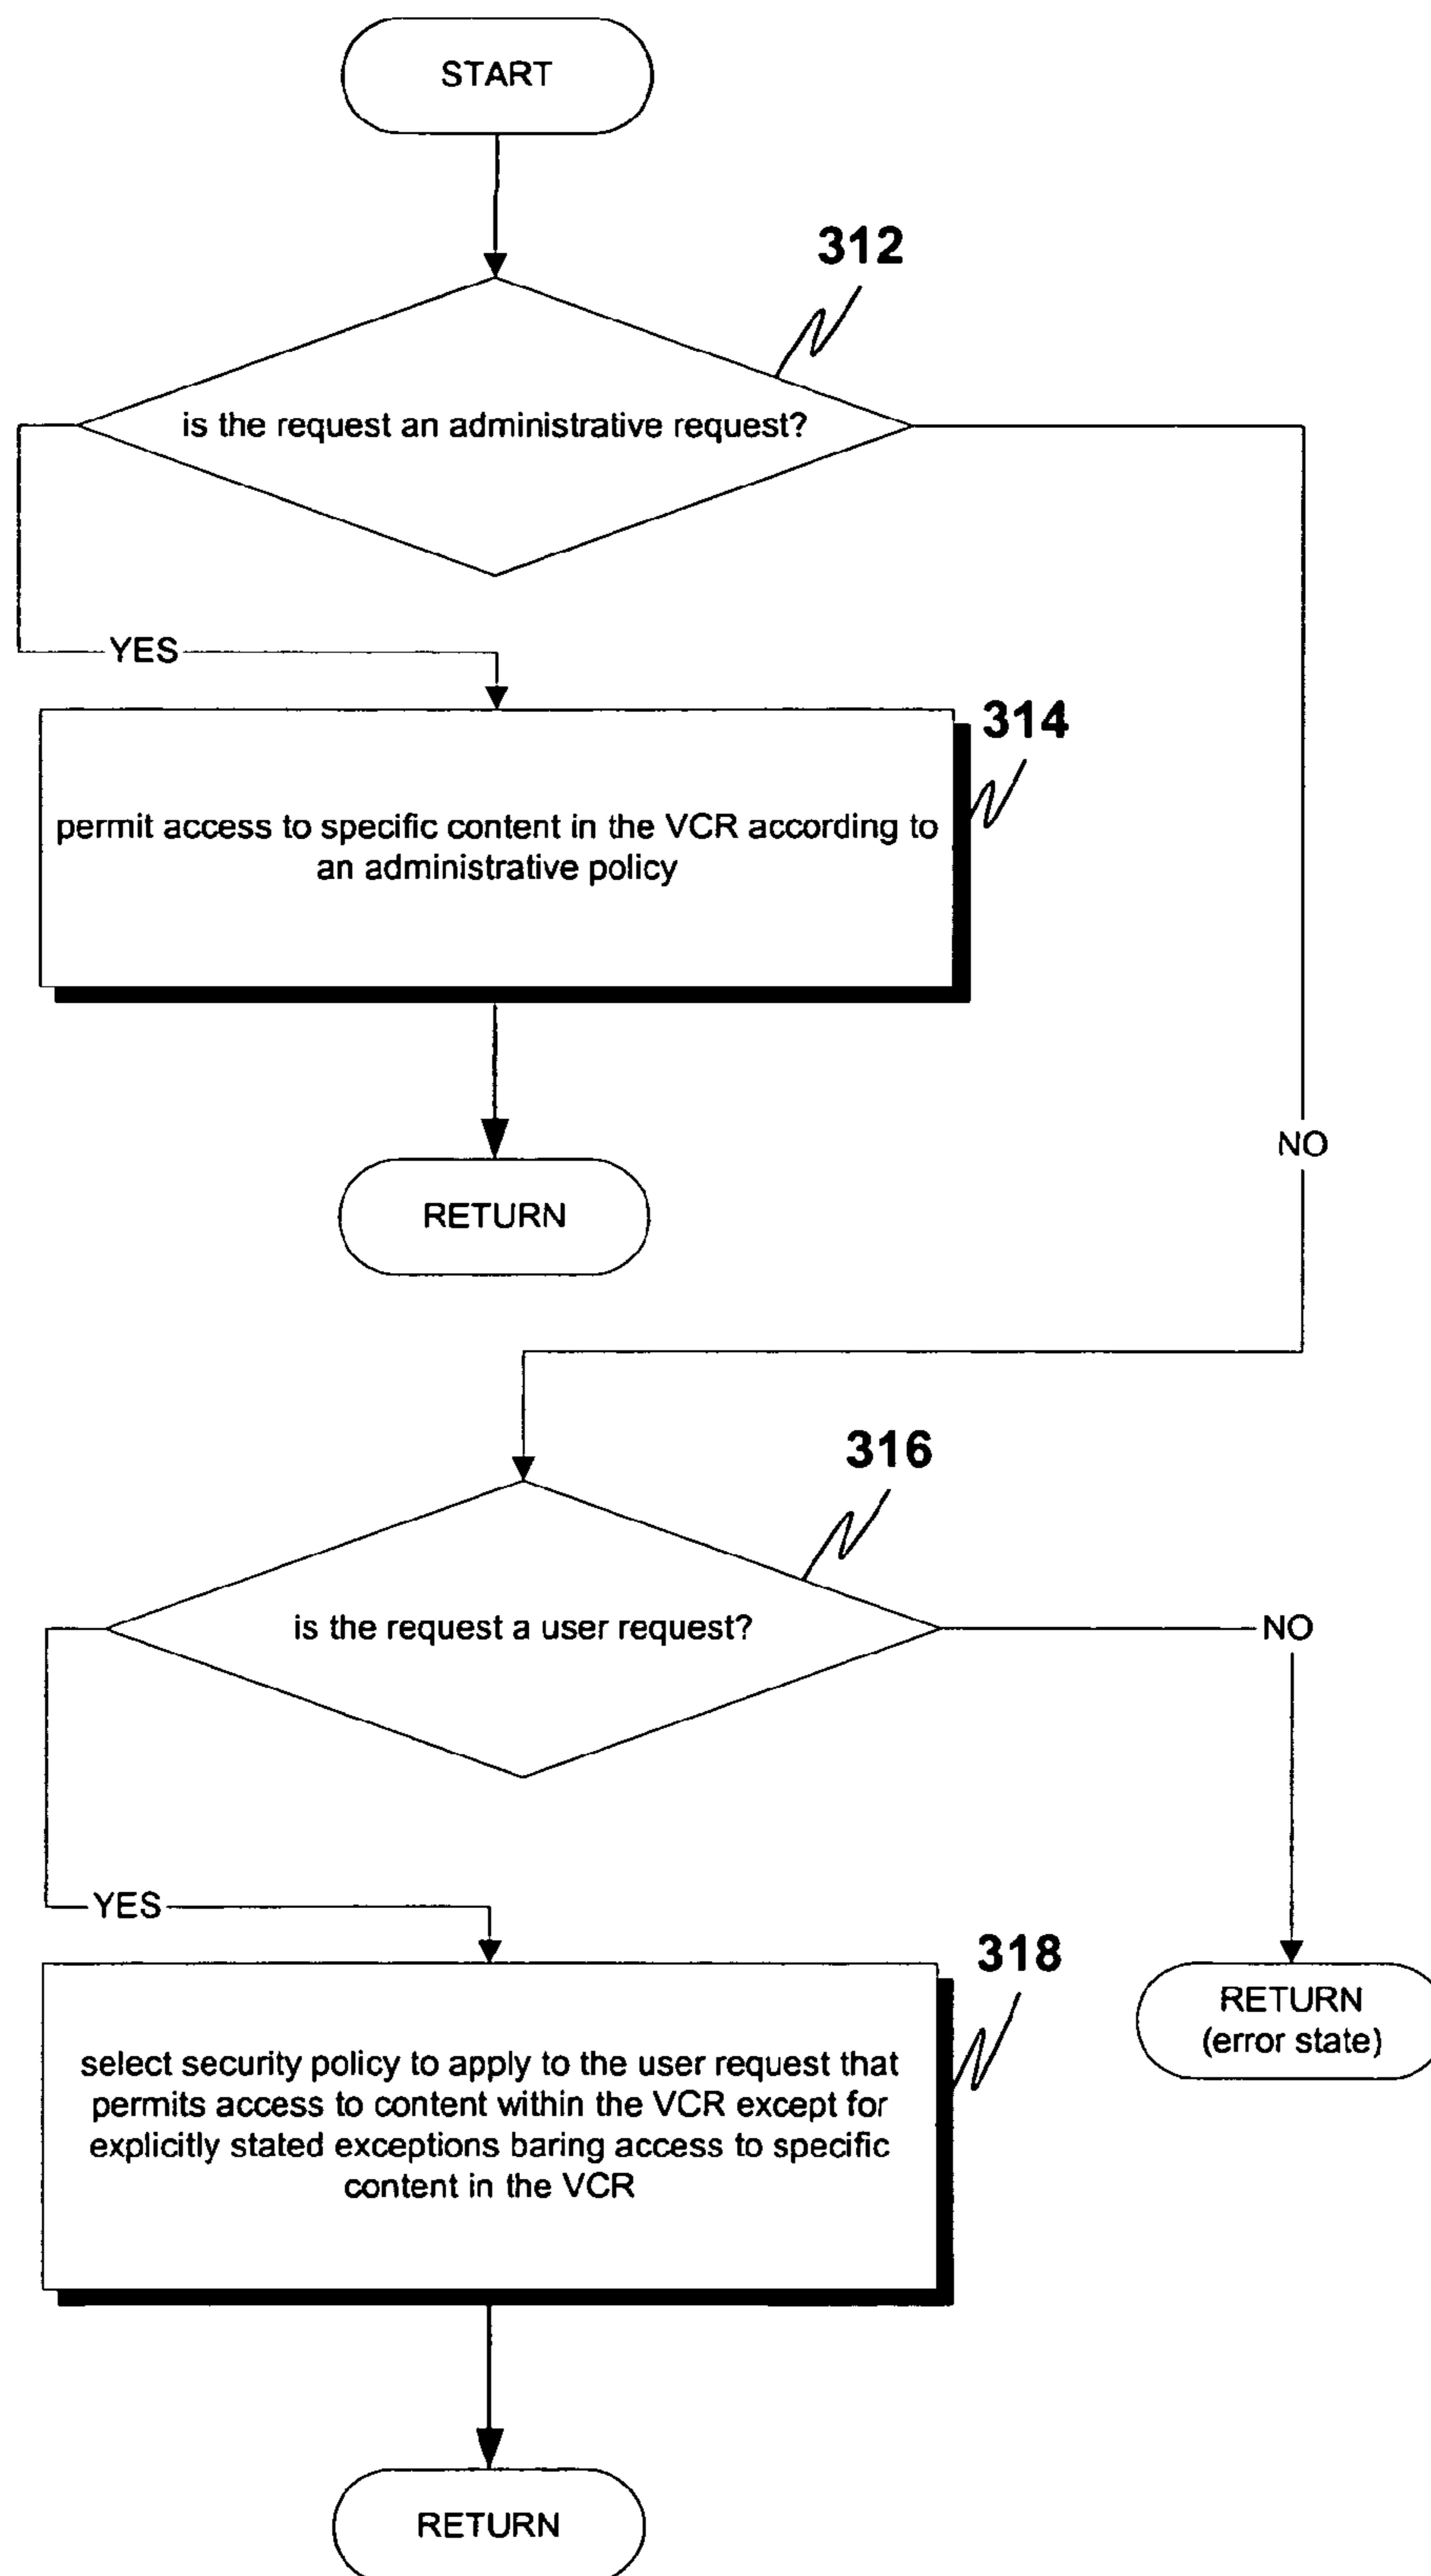 START
312
is the request an administrative request?
YES
314
permit access to specific content in the VCR according to
an administrative policy
RETURN
NO
316
is the request a user request?
NO
YES
318
select security policy to apply to the user request that
permits access to content within the VCR except for
explicitly stated exceptions baring access to specific
content in the VCR
RETURN
(error state)
RETURN